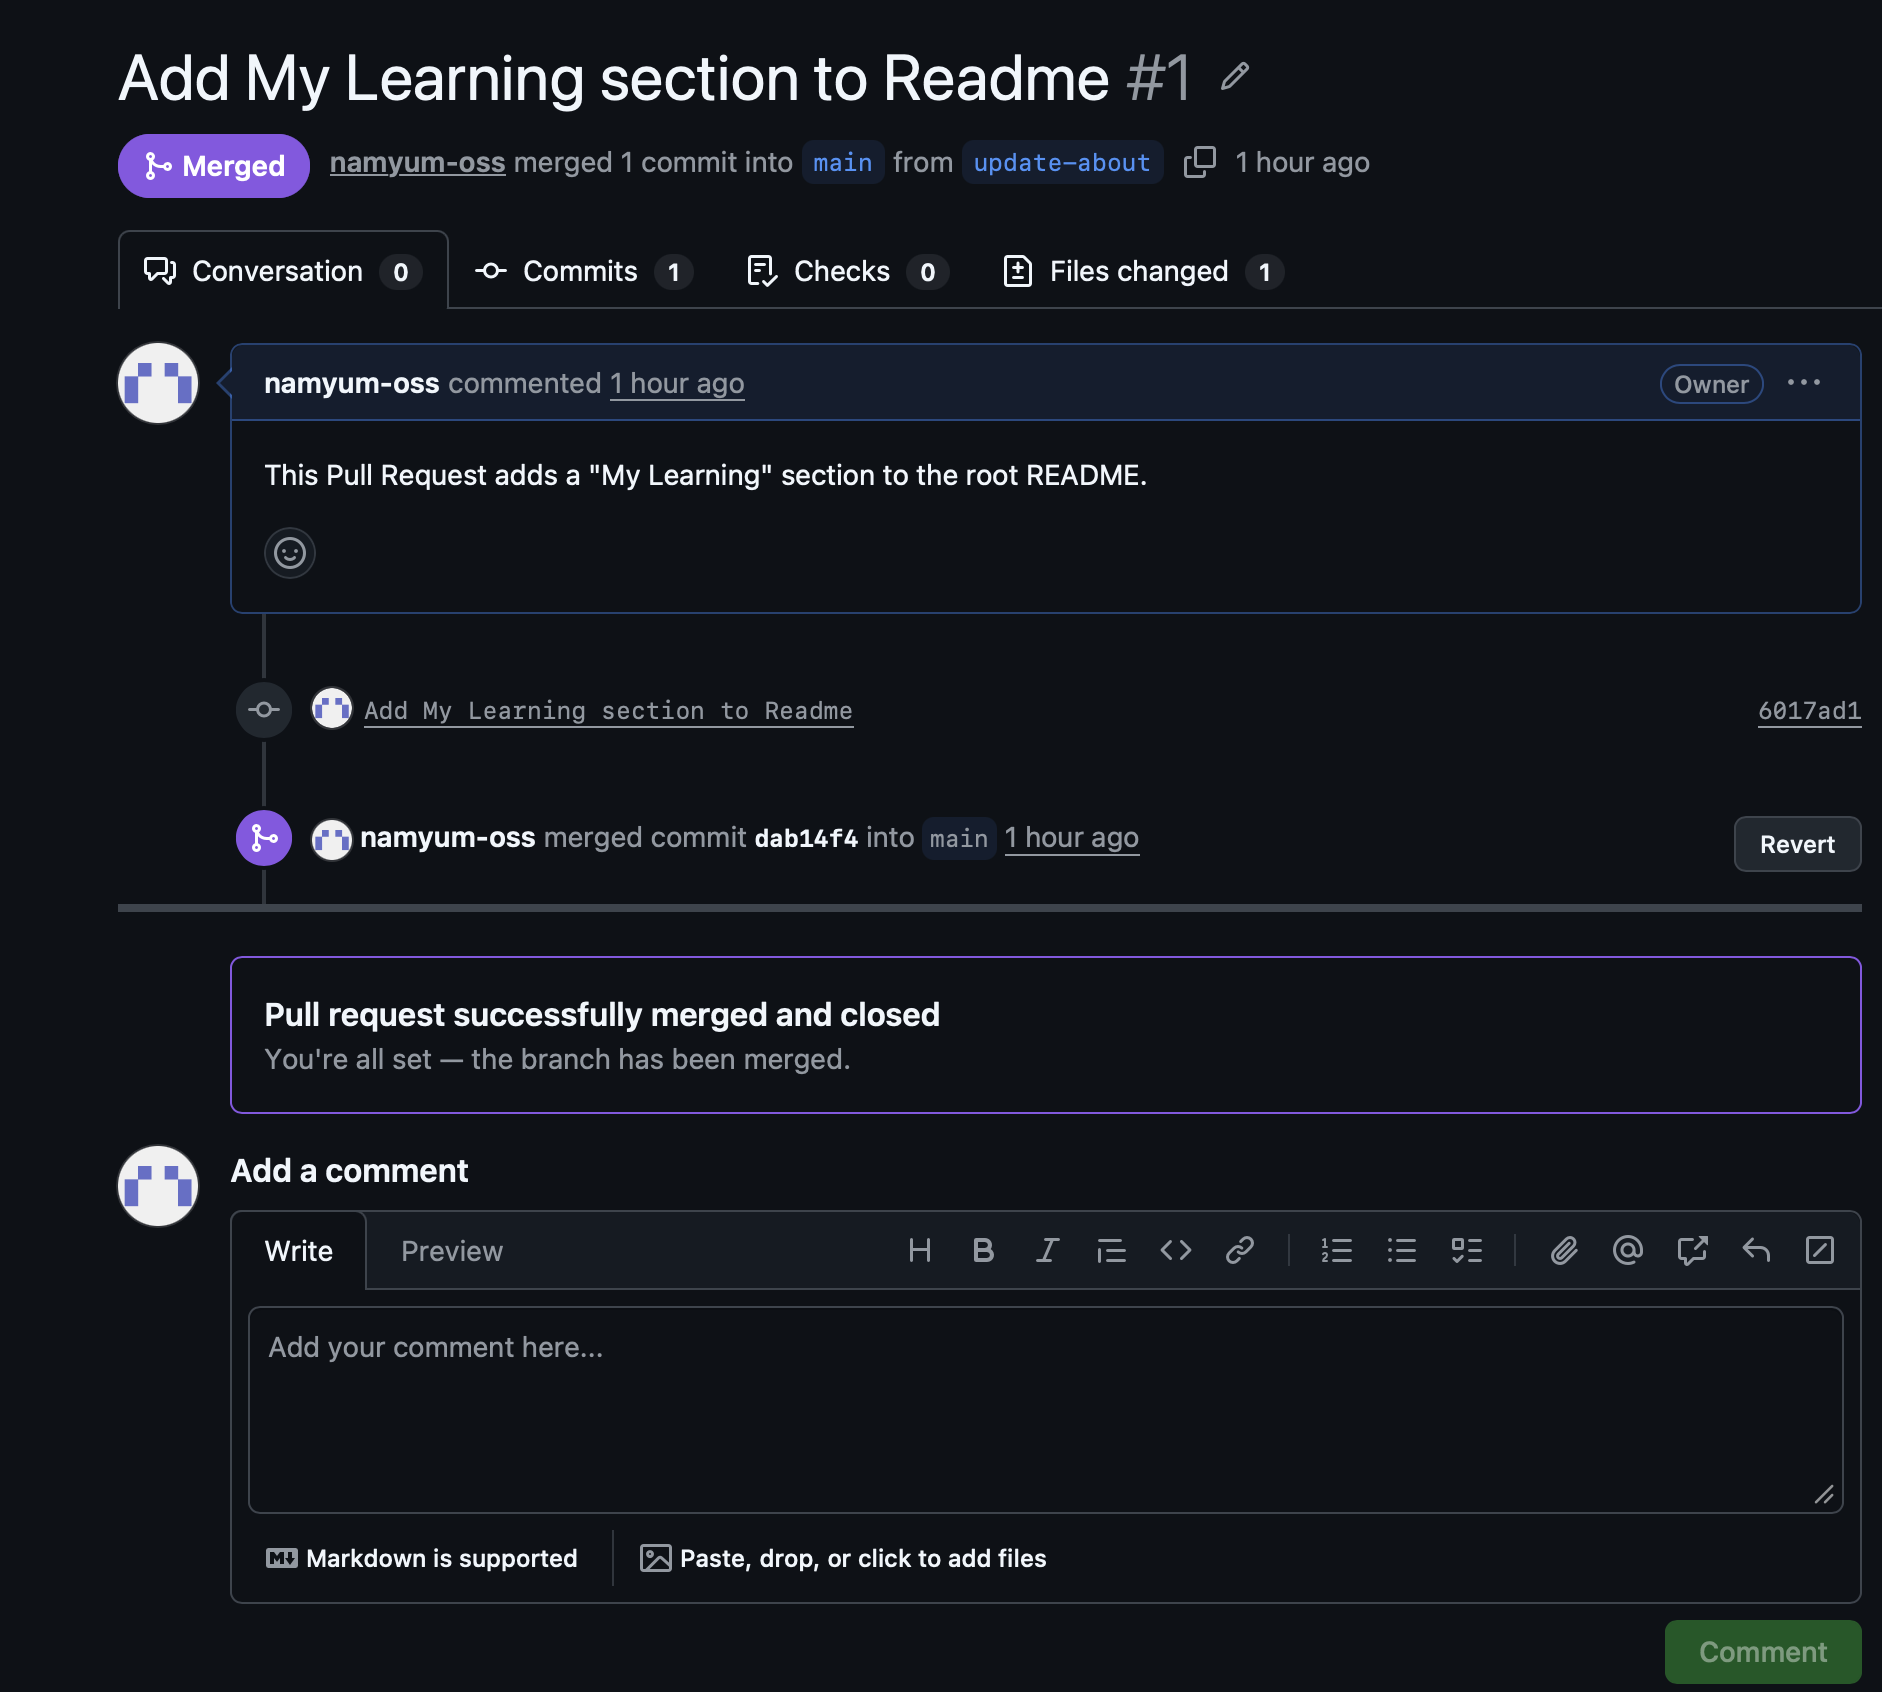 Add My Learning section to Readme #1
Merged namyum-oss merged 1 commit into main from update-about 1 hour ago
Conversation 0 Commits 1 Checks 0 Files changed 1
namyum-oss commented 1 hour ago Owner
This Pull Request adds a "My Learning" section to the root README.
Add My Learning section to Readme 6017ad1
namyum-oss merged commit dab14f4 into main 1 hour ago Revert
Pull request successfully merged and closed
You're all set — the branch has been merged.
Add a comment
Write Preview
Add your comment here...
Markdown is supported Paste, drop, or click to add files
Comment